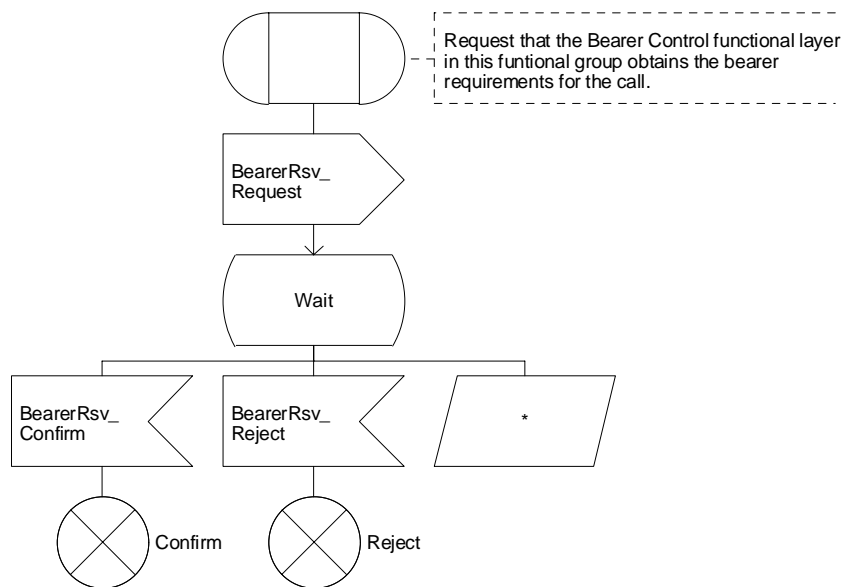 Request that the Bearer Control functional layer
in this funtional group obtains the bearer
requirements for the call.
BearerRsv_
Request
Wait
BearerRsv_
Confirm
BearerRsv_
Reject
*
Confirm
Reject